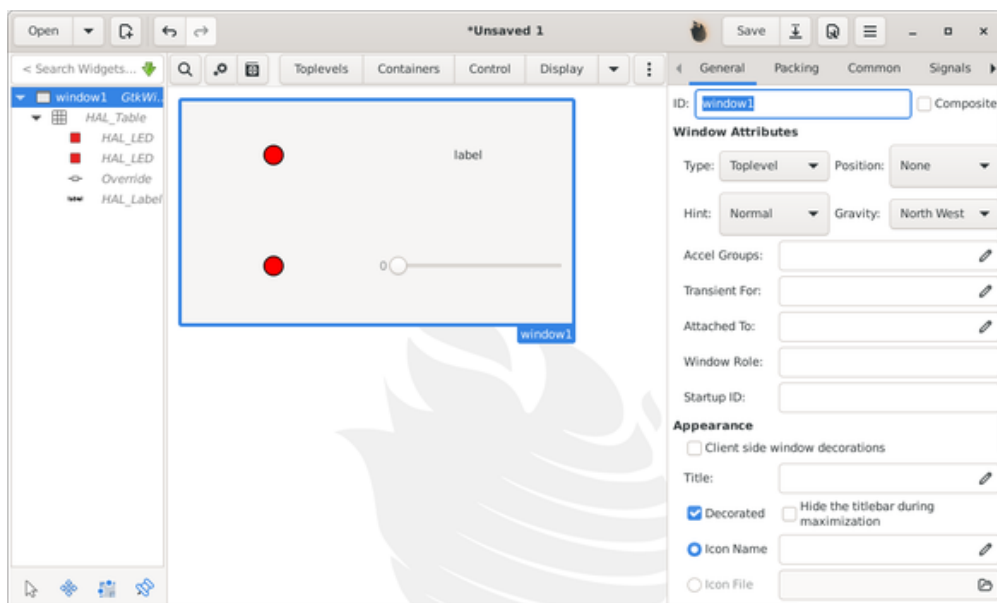 Open
*Unsaved 1
Save
< Search Widgets...
Toplevels
Containers
Control
Display
General
Packing
Common
Signals
window1 GtkWi..
HAL_Table
HAL_LED
HAL_LED
Override
HAL_Label
label
0
window1
ID: window1
Composite
Window Attributes
Type: Toplevel
Position: None
Hint: Normal
Gravity: North West
Accel Groups:
Transient For:
Attached To:
Window Role:
Startup ID:
Appearance
Client side window decorations
Title:
Decorated
Hide the titlebar during
maximization
Icon Name
Icon File